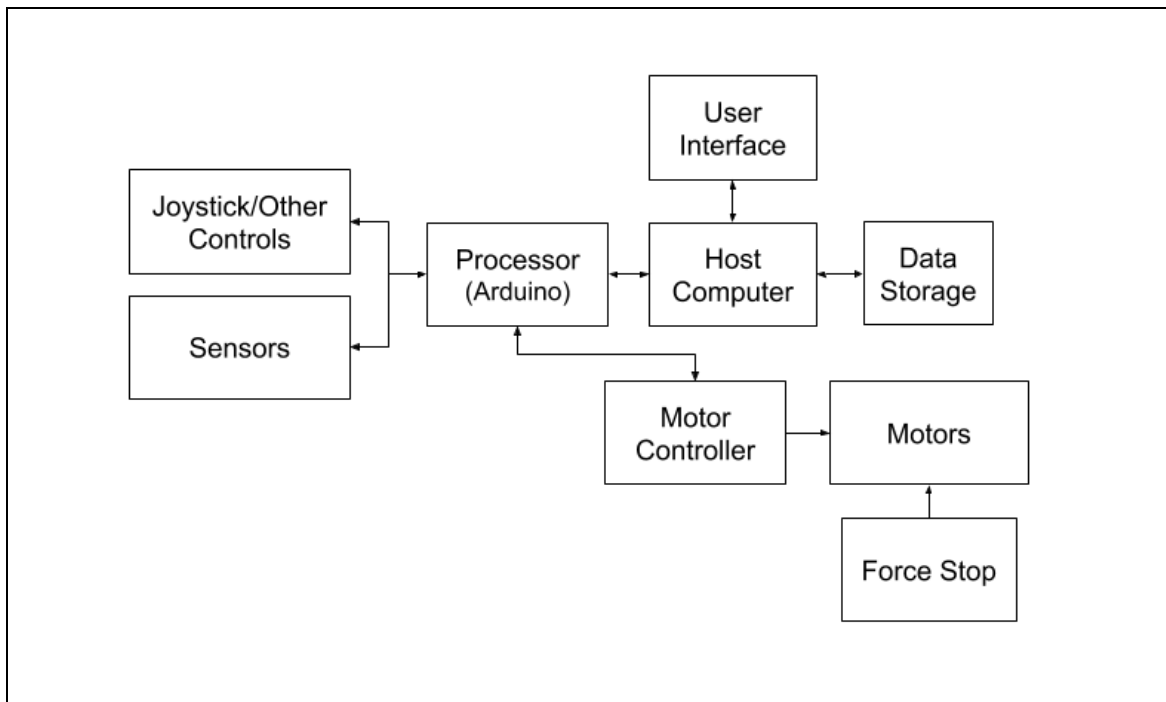 User
Interface
Joystick/Other
Controls
Processor
(Arduino)
Host
Computer
Data
Storage
Sensors
Motor
Controller
Motors
Force Stop